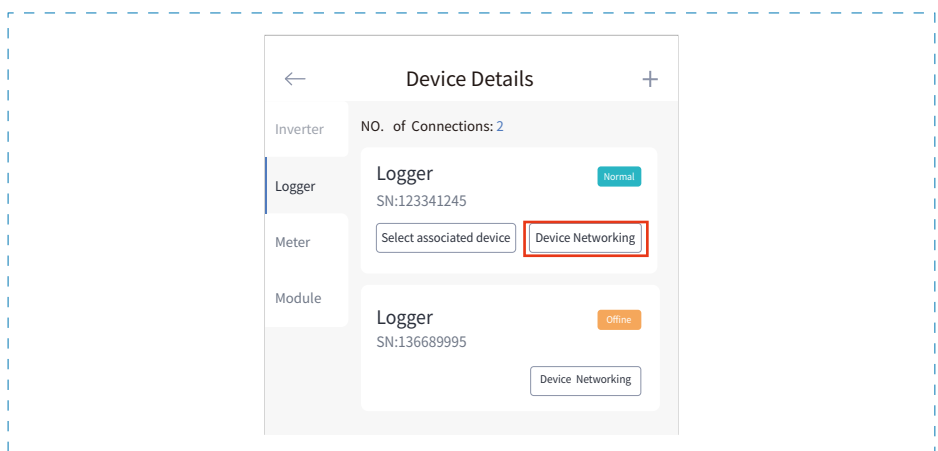 ← Device Details +
Inverter
NO. of Connections: 2
Logger
Logger
Normal
SN:123341245
Select associated device
Device Networking
Meter
Module
Logger
Offine
SN:136689995
Device Networking